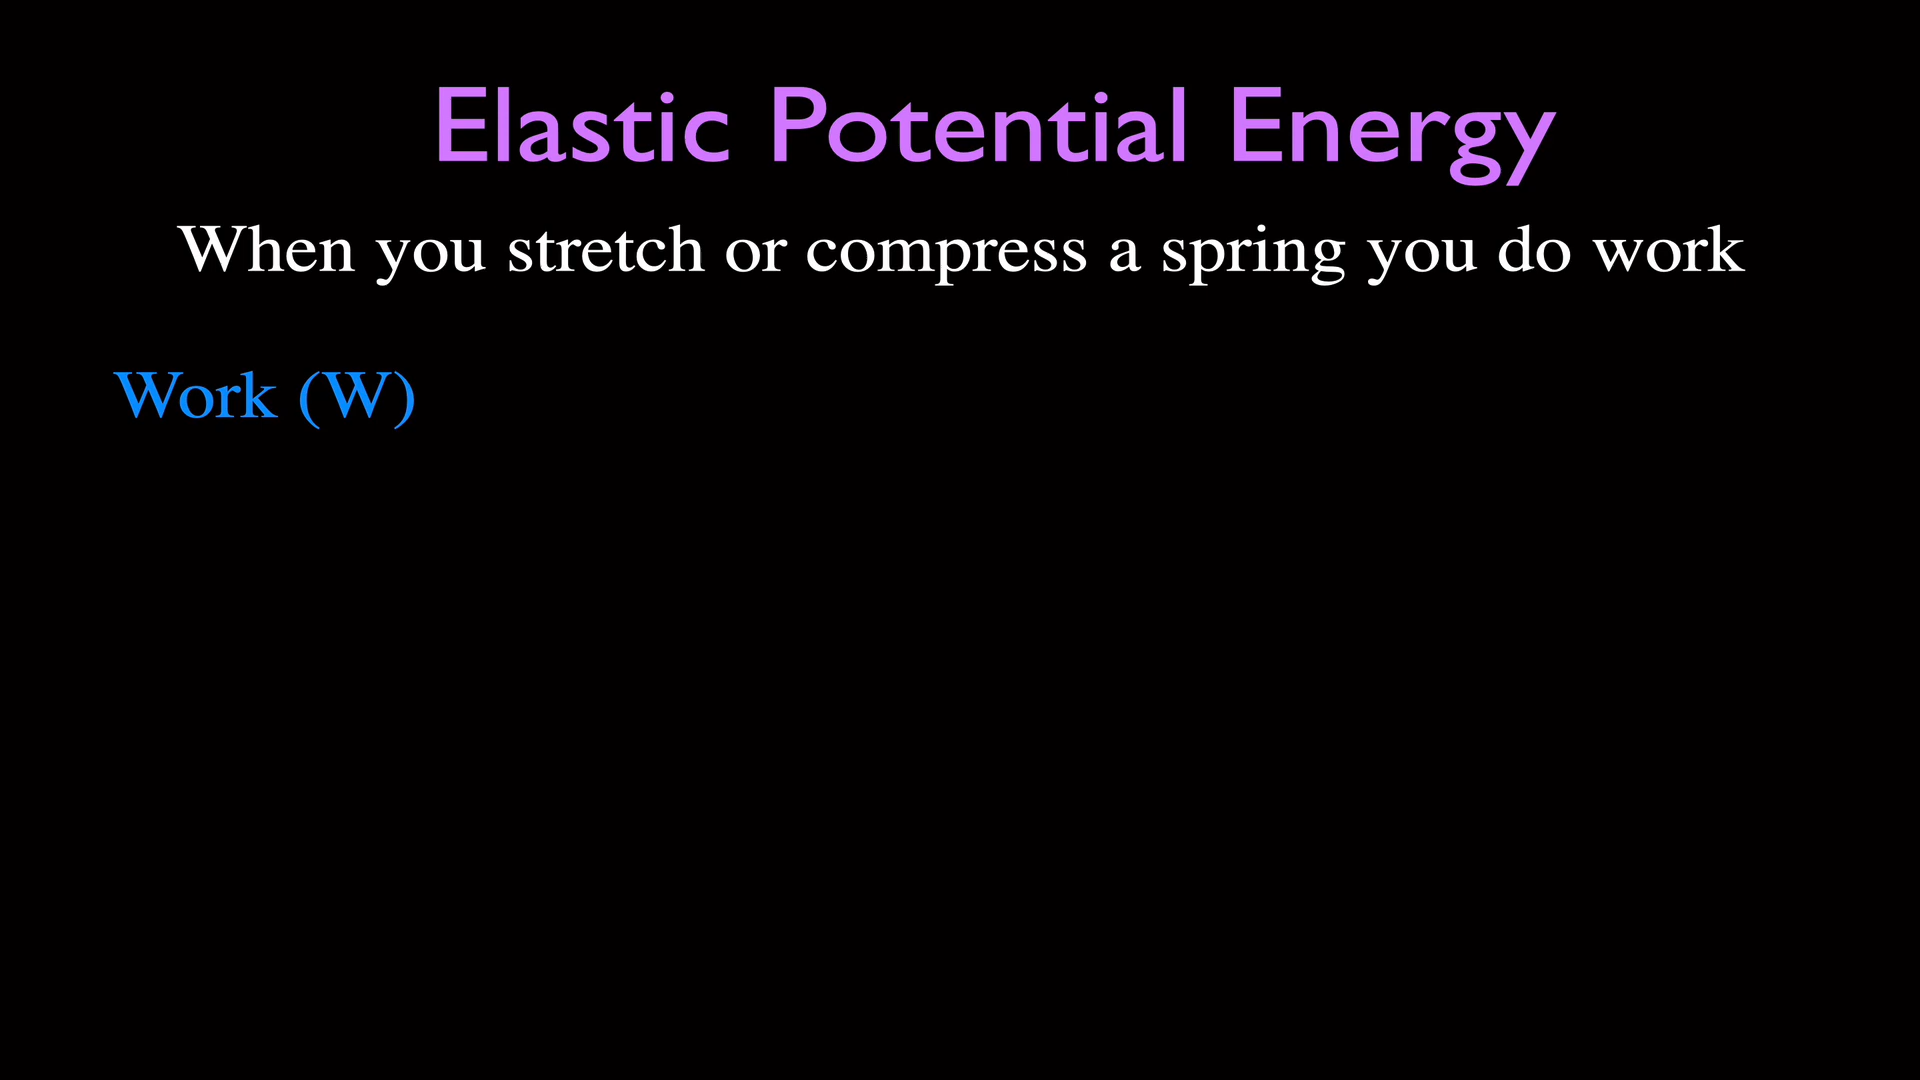 Elastic Potential Energy
When you stretch or compress a spring you do work
Work (W)